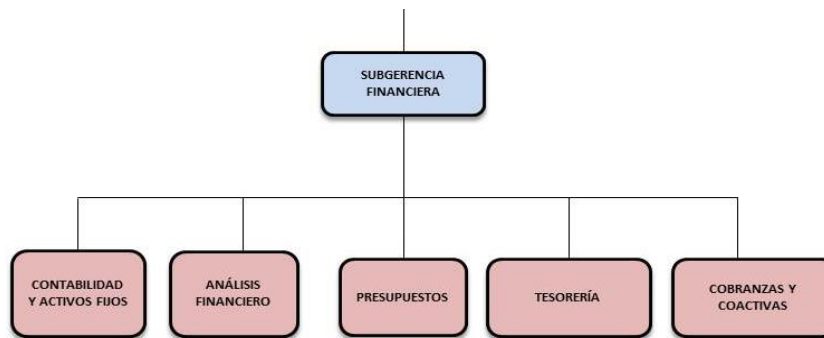 SUBGERENCIA
FINANCIERA
CONTABILIDAD
Y ACTIVOS FIJOS
ANÁLISIS
FINANCIERO
PRESUPUESTOS
TESORERÍA
COBRANZAS Y
COACTIVAS